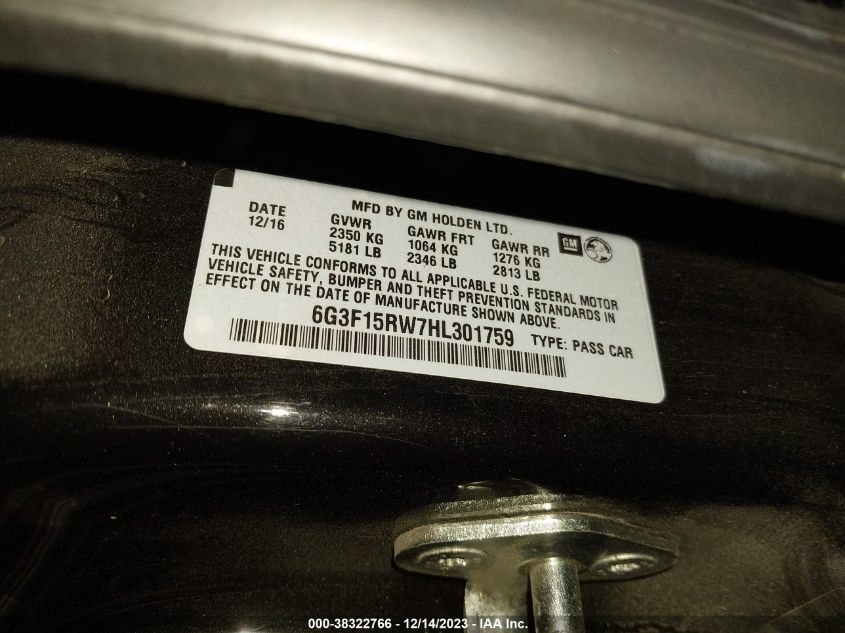 MFD BY GM HOLDEN LTD.
DATE GVWR GAWR FRT GAWR RR GM
12/16 2350 KG 1064 KG 1276 KG
5181 LB 2346 LB 2813 LB
THIS VEHICLE CONFORMS TO ALL APPLICABLE U.S. FEDERAL MOTOR
VEHICLE SAFETY, BUMPER AND THEFT PREVENTION STANDARDS IN
EFFECT ON THE DATE OF MANUFACTURE SHOWN ABOVE.
6G3F15RW7HL301759 TYPE: PASS CAR
000-38322766 - 12/14/2023 - © IAA Inc.